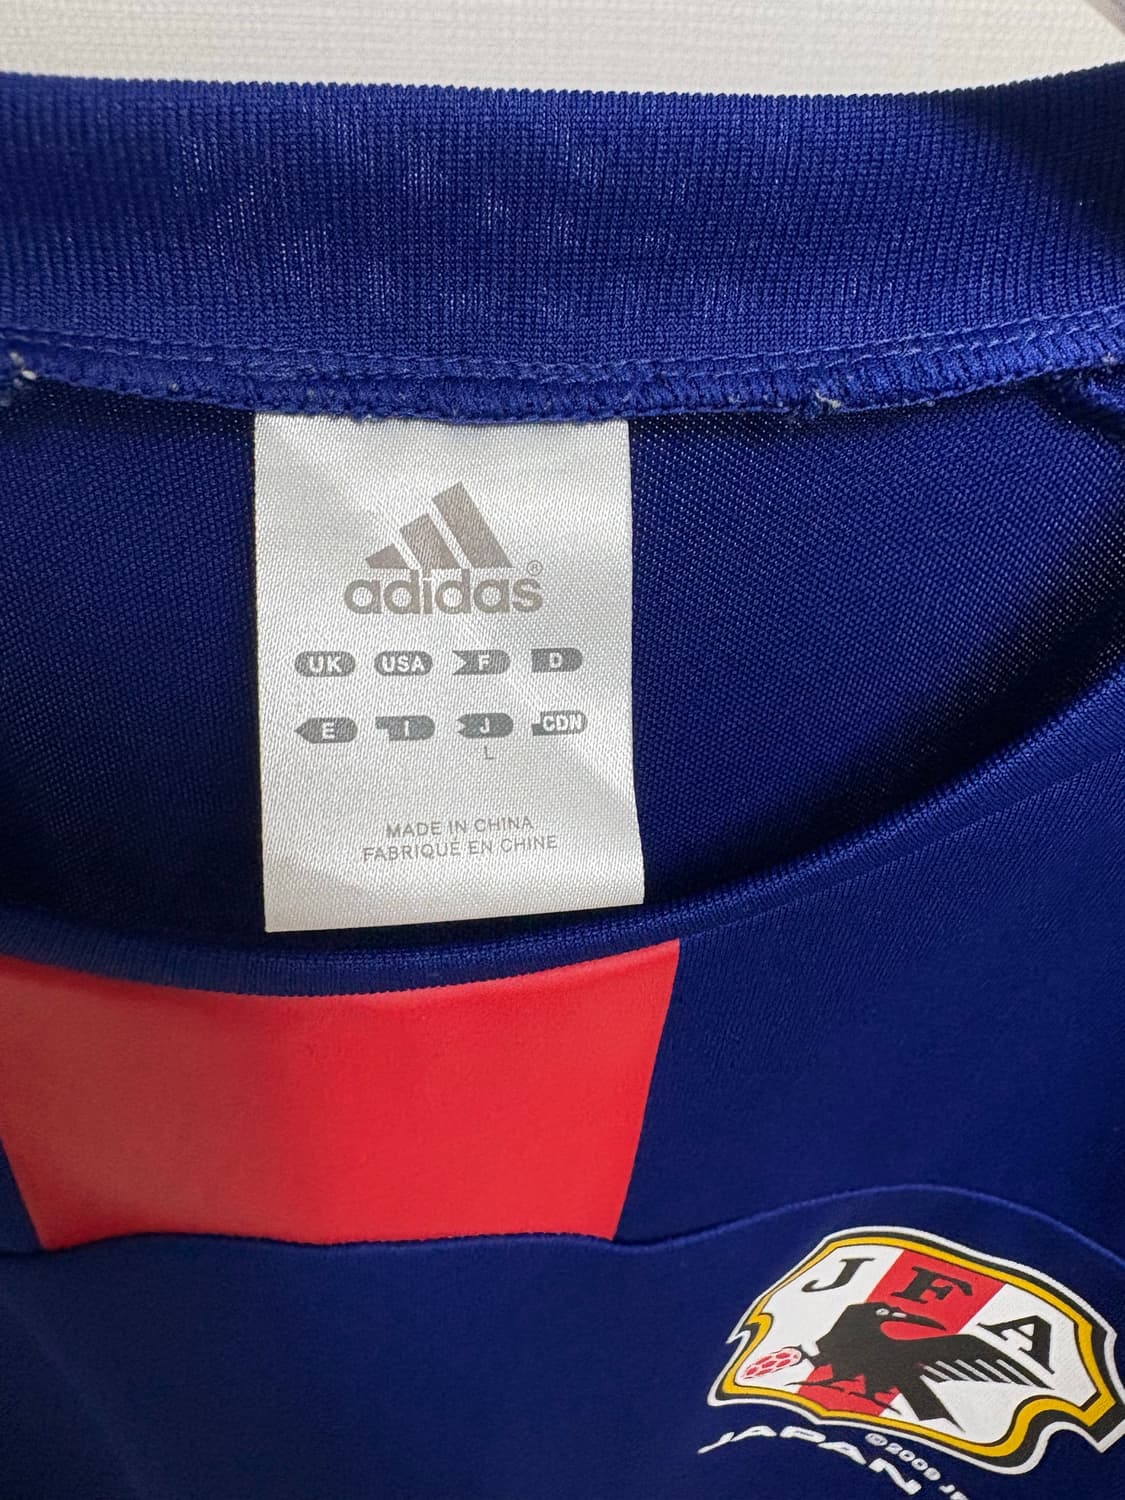 adidas®
UK USA F D
E I J CDN
L
MADE IN CHINA
FABRIQUÉ EN CHINE
JFA
JAPAN